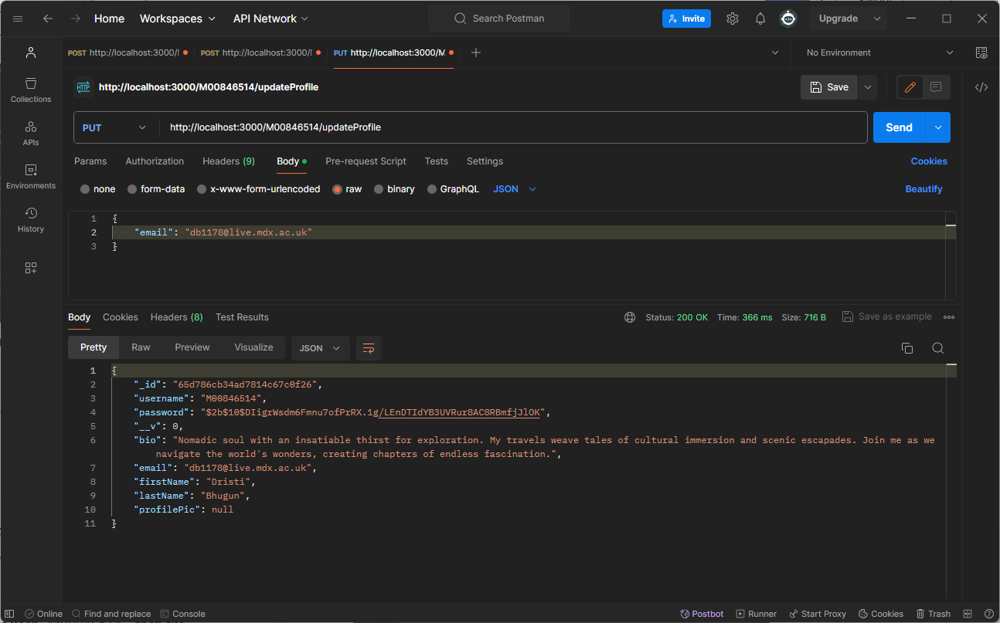 Home Workspaces API Network Search Postman Invite Upgrade
POST http://localhost:3000/ POST http://localhost:3000/ PUT http://localhost:3000/M No Environment
HTTP http://localhost:3000/M00846514/updateProfile Save
PUT http://localhost:3000/M00846514/updateProfile Send
Collections
APIs
Environments
History
Params Authorization Headers (9) Body Pre-request Script Tests Settings Cookies
none form-data x-www-form-urlencoded raw binary GraphQL JSON Beautify
1 {
2 "email": "db1178@live.mdx.ac.uk"
3 }
Body Cookies Headers (8) Test Results Status: 200 OK Time: 366 ms Size: 716 B Save as example
Pretty Raw Preview Visualize JSON
1 {
2 "_id": "65d786cb34ad7814c67c0f26",
3 "username": "M00846514",
4 "password": "$2b$10$DIigrWsdm6Fmnu7ofPrRX.1g/LEnDTIdYB3UVRur8AC8RBmfjJlOK",
5 "__v": 0,
6 "bio": "Nomadic soul with an insatiable thirst for exploration. My travels weave tales of cultural immersion and scenic escapades. Join me as we
navigate the world's wonders, creating chapters of endless fascination.",
7 "email": "db1178@live.mdx.ac.uk",
8 "firstName": "Dristi",
9 "lastName": "Bhugun",
10 "profilePic": null
11 }
Online Find and replace Console Postbot Runner Start Proxy Cookies Trash